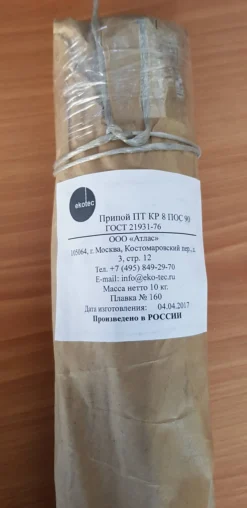 ekotec
Припой ПТ КР 8 ПОС 90
ГОСТ 21931-76
ООО «Атлас»
105064, г. Москва, Костомаровский пер., д.
3, стр. 12
Тел. +7 (495) 849-29-70
E-mail: info@eko-tec.ru
Масса нетто 10 кг.
Плавка № 160
Дата изготовления: 04.04.2017
Произведено в РОССИИ